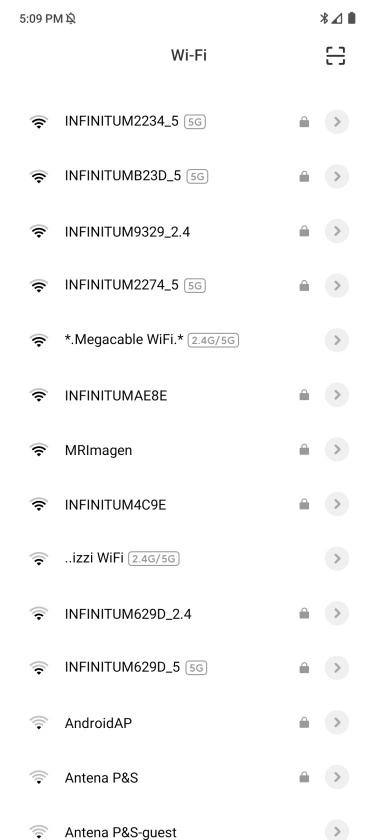 5:09 PM
Wi-Fi
INFINITUM2234_5 5G
INFINITUMB23D_5 5G
INFINITUM9329_2.4
INFINITUM2274_5 5G
*.Megacable WiFi.* 2.4G/5G
INFINITUMAE8E
MRImagen
INFINITUM4C9E
..izzi WiFi 2.4G/5G
INFINITUM629D_2.4
INFINITUM629D_5 5G
AndroidAP
Antena P&S
Antena P&S-guest